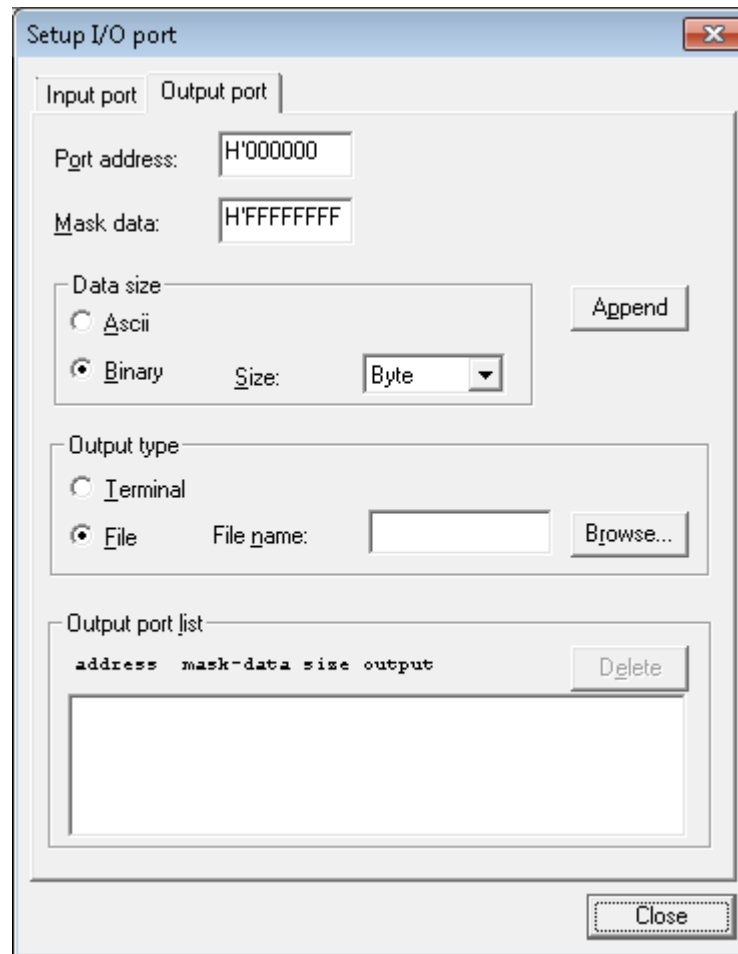 Setup I/O port
Input port Output port
Port address: H'000000
Mask data: H'FFFFFFFF
Data size
Ascii
Append
Binary Size: Byte
Output type
Terminal
File File name: Browse...
Output port list
address mask-data size output
Delete
Close